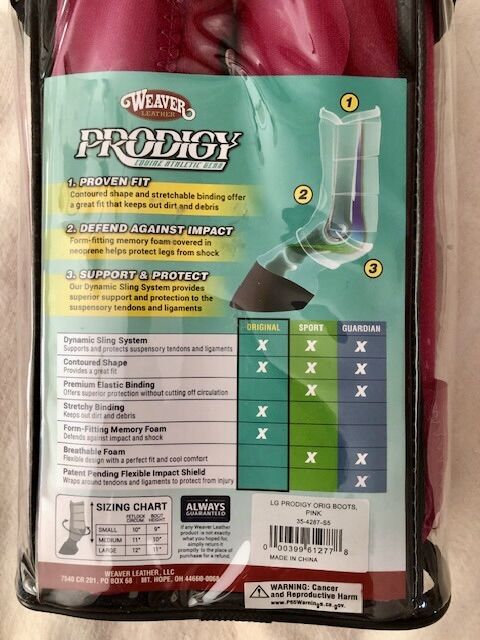 WEAVER
LEATHER
PRODIGY
EQUINE ATHLETIC GEAR
1. PROVEN FIT
Contoured shape and stretchable binding offer
a great fit that keeps out dirt and debris
2. DEFEND AGAINST IMPACT
Form-fitting memory foam covered in
neoprene helps protect legs from shock
3. SUPPORT & PROTECT
Our Dynamic Sling System provides
superior support and protection to the
suspensory tendons and ligaments
1
2
3
ORIGINAL SPORT GUARDIAN
Dynamic Sling System
Supports and protects suspensory tendons and ligaments X X X
Contoured Shape
Provides a great fit X X X
Premium Elastic Binding
Offers superior protection without cutting off circulation X X
Stretchy Binding
Keeps out dirt and debris X
Form-Fitting Memory Foam
Defends against impact and shock X
Breathable Foam
Flexible design with a perfect fit and cool comfort X X
Patent Pending Flexible Impact Shield
Wraps around tendons and ligaments to protect from injury X
SIZING CHART
FETLOCK CIRCUM. BOOT HEIGHT
SMALL 10" 9"
MEDIUM 11" 10"
LARGE 12" 11"
ALWAYS
GUARANTEED
If any Weaver Leather
product is not exactly
what you hoped for,
simply return it
promptly to the place of
purchase for a refund.
LG PRODIGY ORIG BOOTS,
PINK
35-4287-S5
0 00399 61277 8
MADE IN CHINA
WEAVER LEATHER, LLC
7540 CR 201, PO BOX 68 MT. HOPE, OH 44660-0068
WARNING: Cancer
and Reproductive Harm
www.P65Warnings.ca.gov.